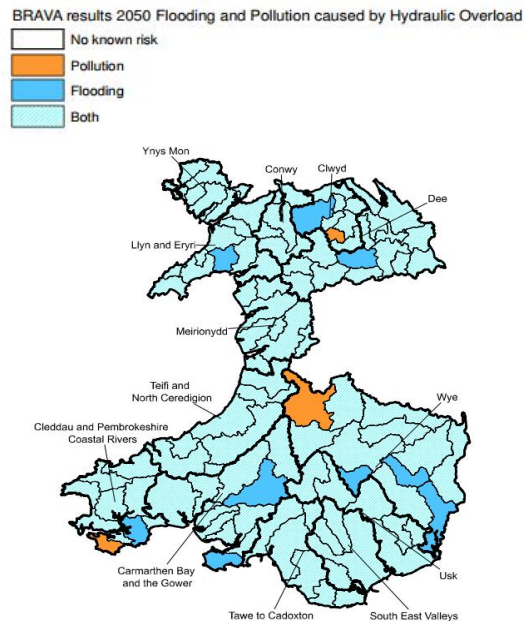 BRAVA results 2050 Flooding and Pollution caused by Hydraulic Overload
No known risk
Pollution
Flooding
Both
Ynys Mon
Conwy
Clwyd
Dee
Llyn and Eryri
Meirionydd
Teifi and
North Ceredigion
Wye
Cleddau and Pembrokeshire
Coastal Rivers
Carmarthen Bay
and the Gower
Usk
Tawe to Cadoxton
South East Valleys